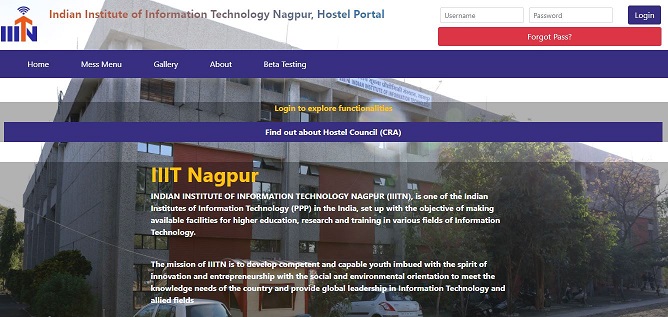 IIITN
Indian Institute of Information Technology Nagpur, Hostel Portal
Username
Password
Login
Forgot Pass?
Home
Mess Menu
Gallery
About
Beta Testing
Login to explore functionalities
Find out about Hostel Council (CRA)
IIIT Nagpur
INDIAN INSTITUTE OF INFORMATION TECHNOLOGY NAGPUR (IIITN), is one of the Indian
Institutes of Information Technology (PPP) in the India, set up with the objective of making
available facilities for higher education, research and training in various fields of Information
Technology.
The mission of IIITN is to develop competent and capable youth imbued with the spirit of
innovation and entrepreneurship with the social and environmental orientation to meet the
knowledge needs of the country and provide global leadership in Information Technology and
allied fields